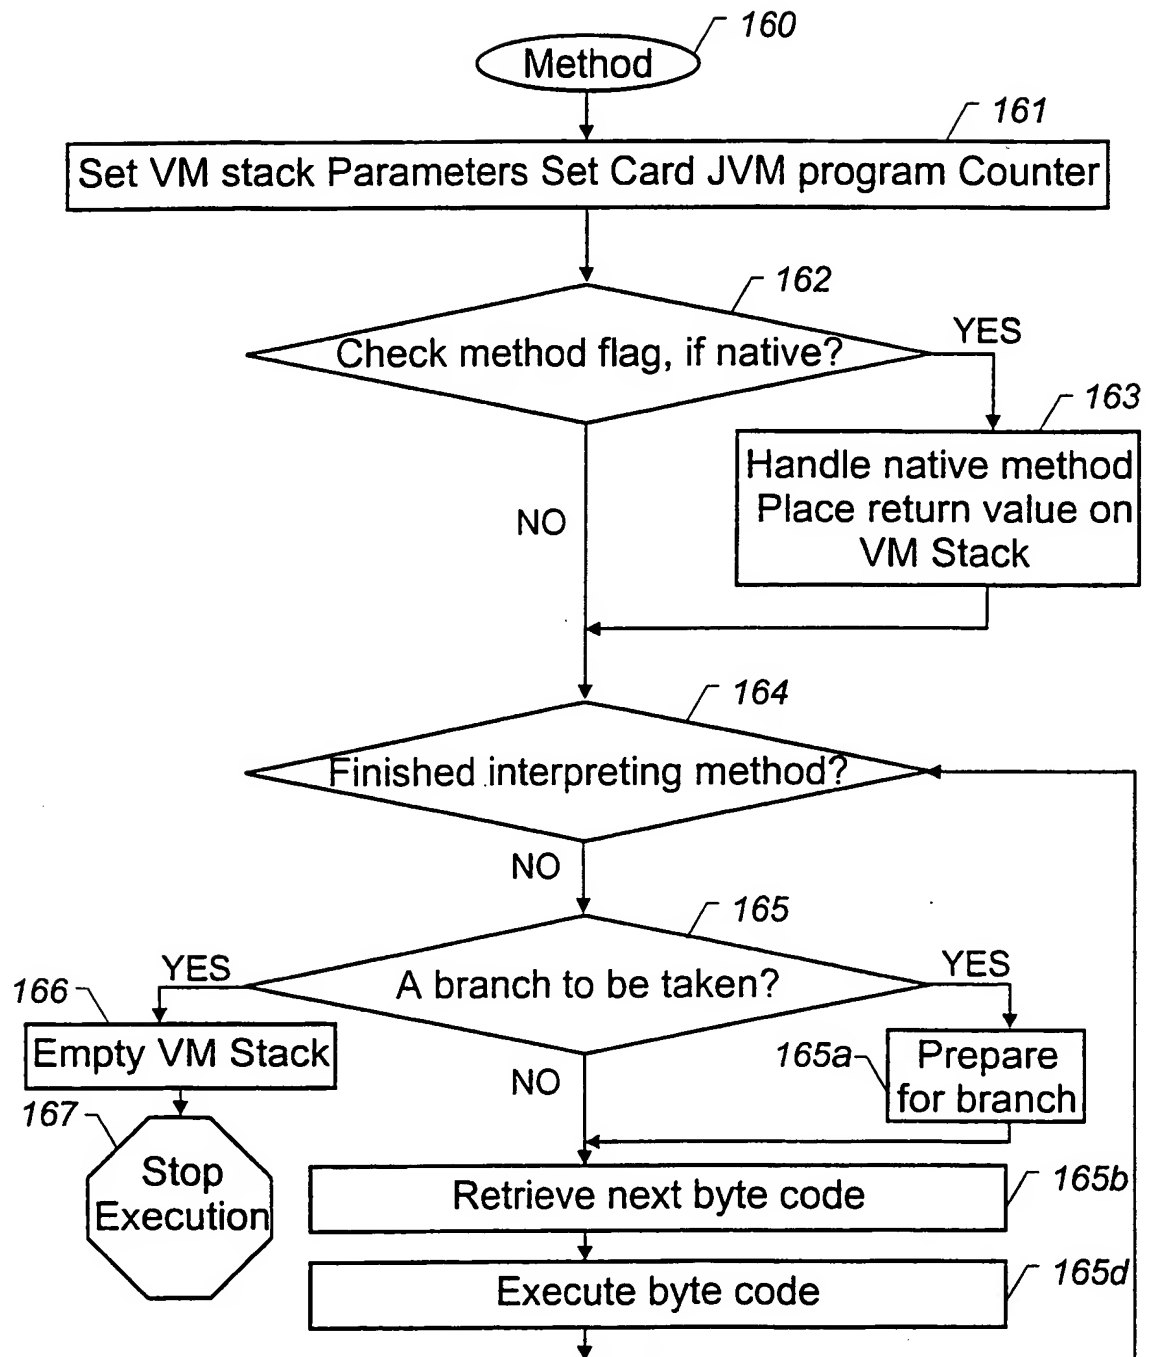 160
Method
161
Set VM stack Parameters Set Card JVM program Counter
162
Check method flag, if native?
YES
163
Handle native method
Place return value on
VM Stack
NO
164
Finished interpreting method?
NO
165
YES
A branch to be taken?
YES
166
Empty VM Stack
165a
Prepare
for branch
NO
167
Stop
Execution
165b
Retrieve next byte code
165d
Execute byte code